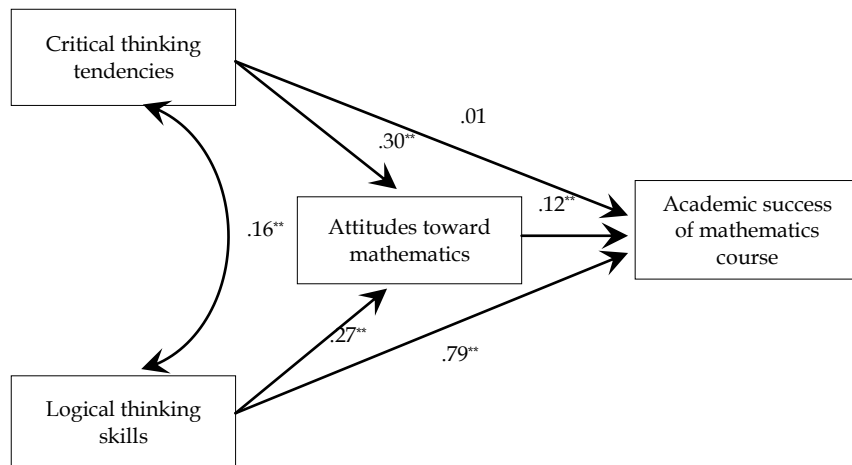 Critical thinking
tendencies
.01
.30**
.16**
Attitudes toward
mathematics
.12**
Academic success
of mathematics
course
.27**
.79**
Logical thinking
skills